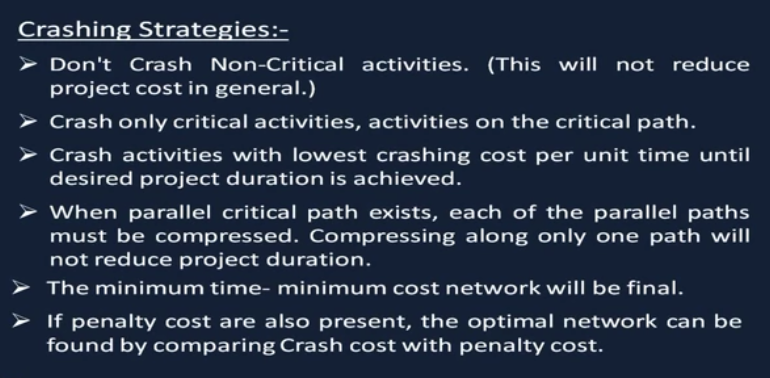 Crashing Strategies:-
➢ Don't Crash Non-Critical activities. (This will not reduce
project cost in general.)
➢ Crash only critical activities, activities on the critical path.
➢ Crash activities with lowest crashing cost per unit time until
desired project duration is achieved.
➢ When parallel critical path exists, each of the parallel paths
must be compressed. Compressing along only one path will
not reduce project duration.
➢ The minimum time- minimum cost network will be final.
➢ If penalty cost are also present, the optimal network can be
found by comparing Crash cost with penalty cost.